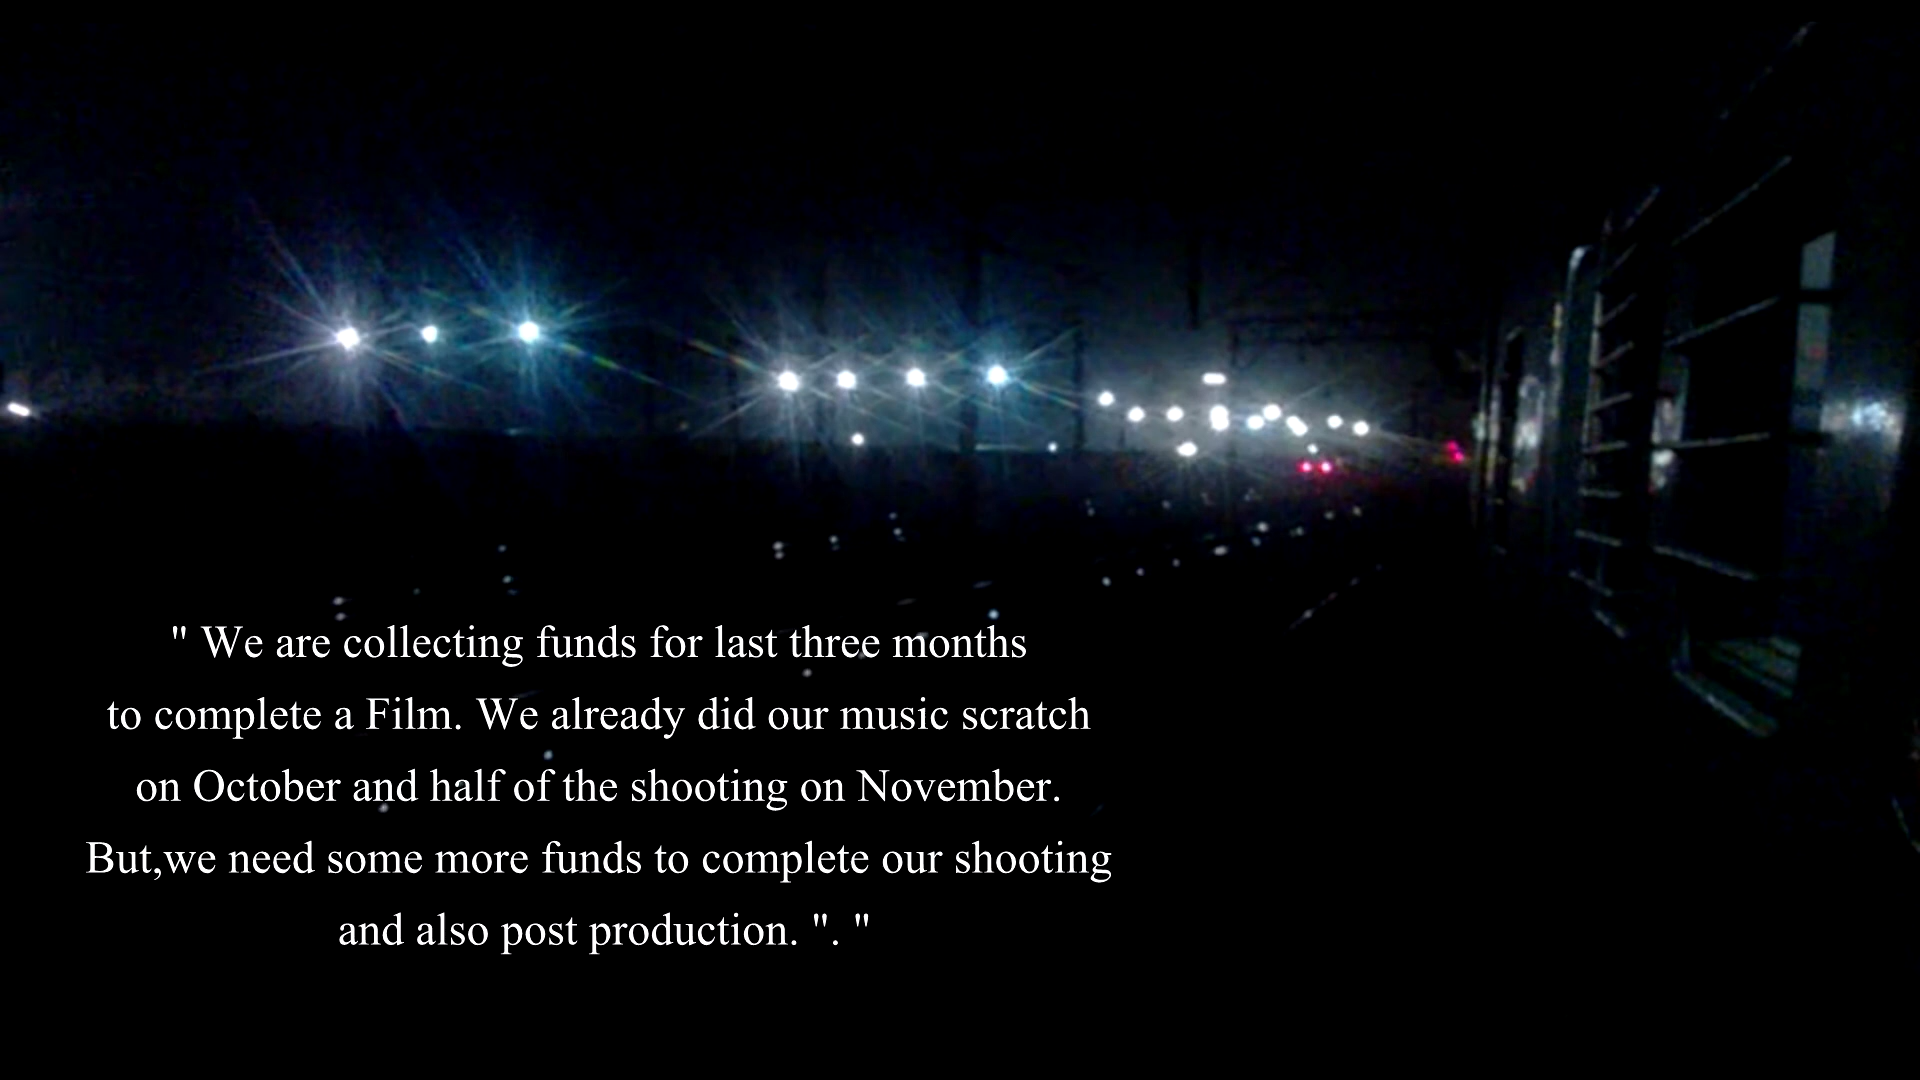 " We are collecting funds for last three months
to complete a Film. We already did our music scratch
on October and half of the shooting on November.
But,we need some more funds to complete our shooting
and also post production. ". "